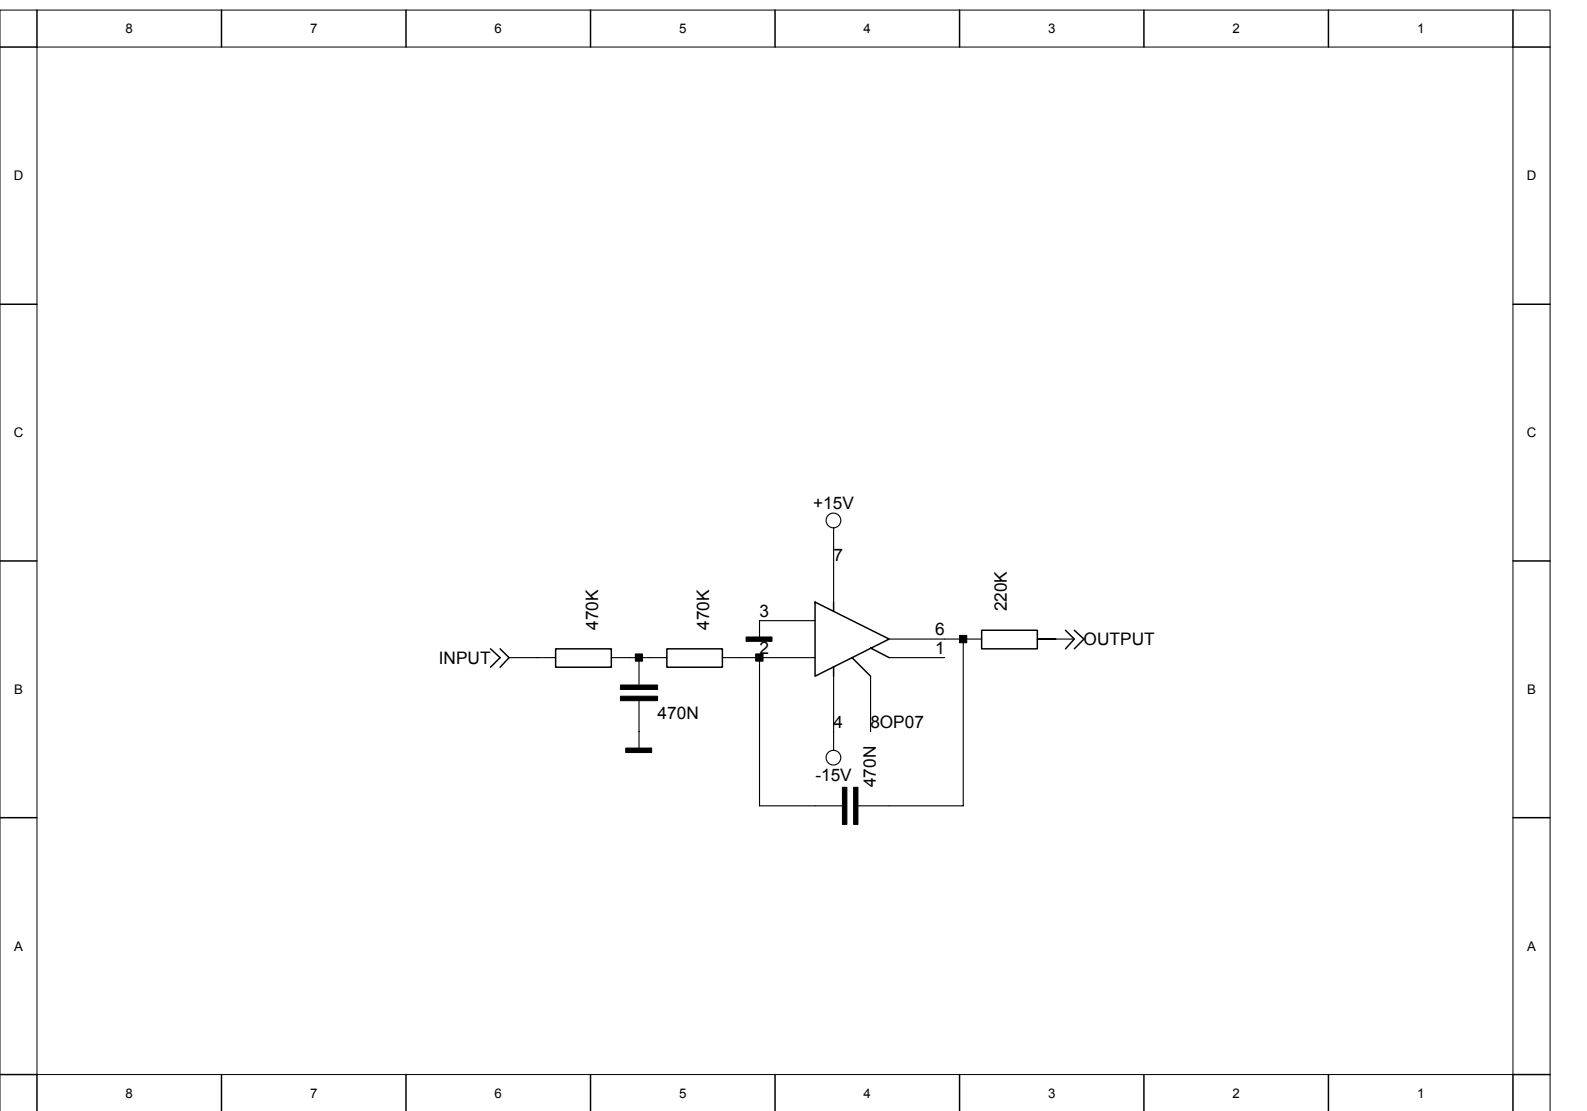 8 7 6 5 4 3 2 1
D D
C C
+15V
7
220K
470K 470K
3
6
INPUT 2 1 OUTPUT
B B
470N
4 8OP07
-15V 470N
A A
8 7 6 5 4 3 2 1